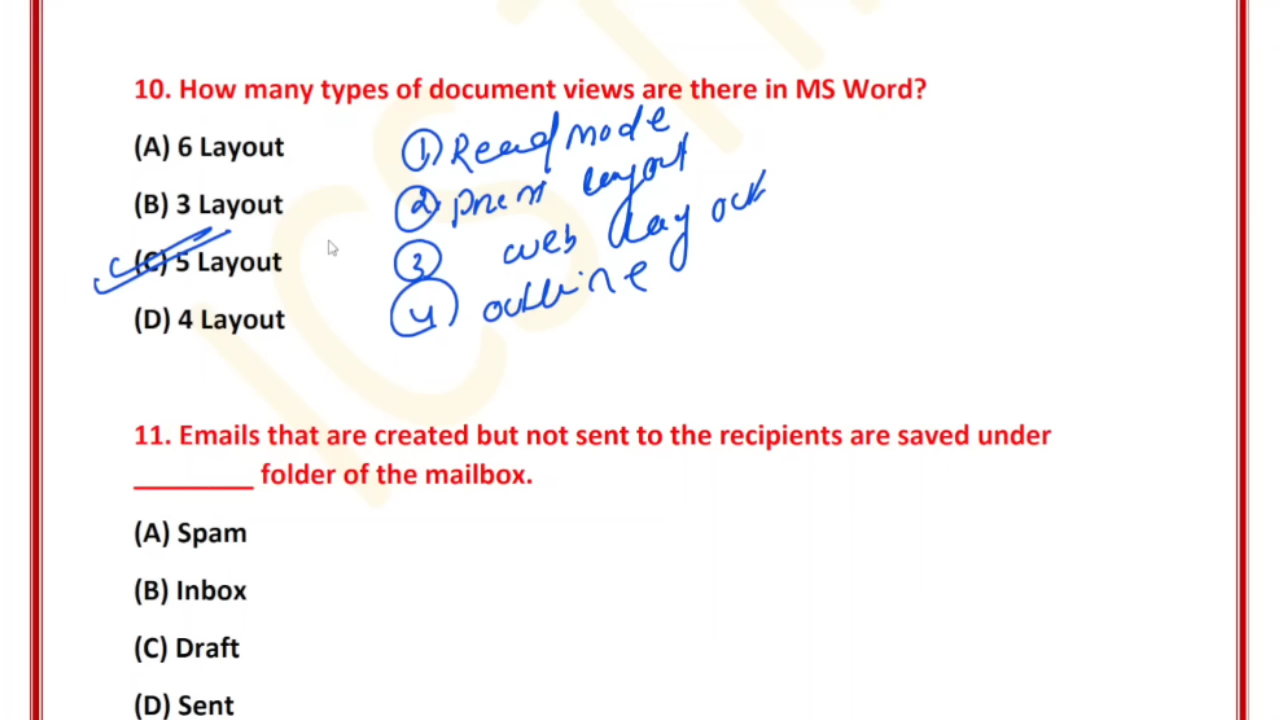 10. How many types of document views are there in MS Word?
(A) 6 Layout
(B) 3 Layout
(C) 5 Layout
(D) 4 Layout
① Read mode
② Print layout
③ web layout
④ outline
11. Emails that are created but not sent to the recipients are saved under
________ folder of the mailbox.
(A) Spam
(B) Inbox
(C) Draft
(D) Sent